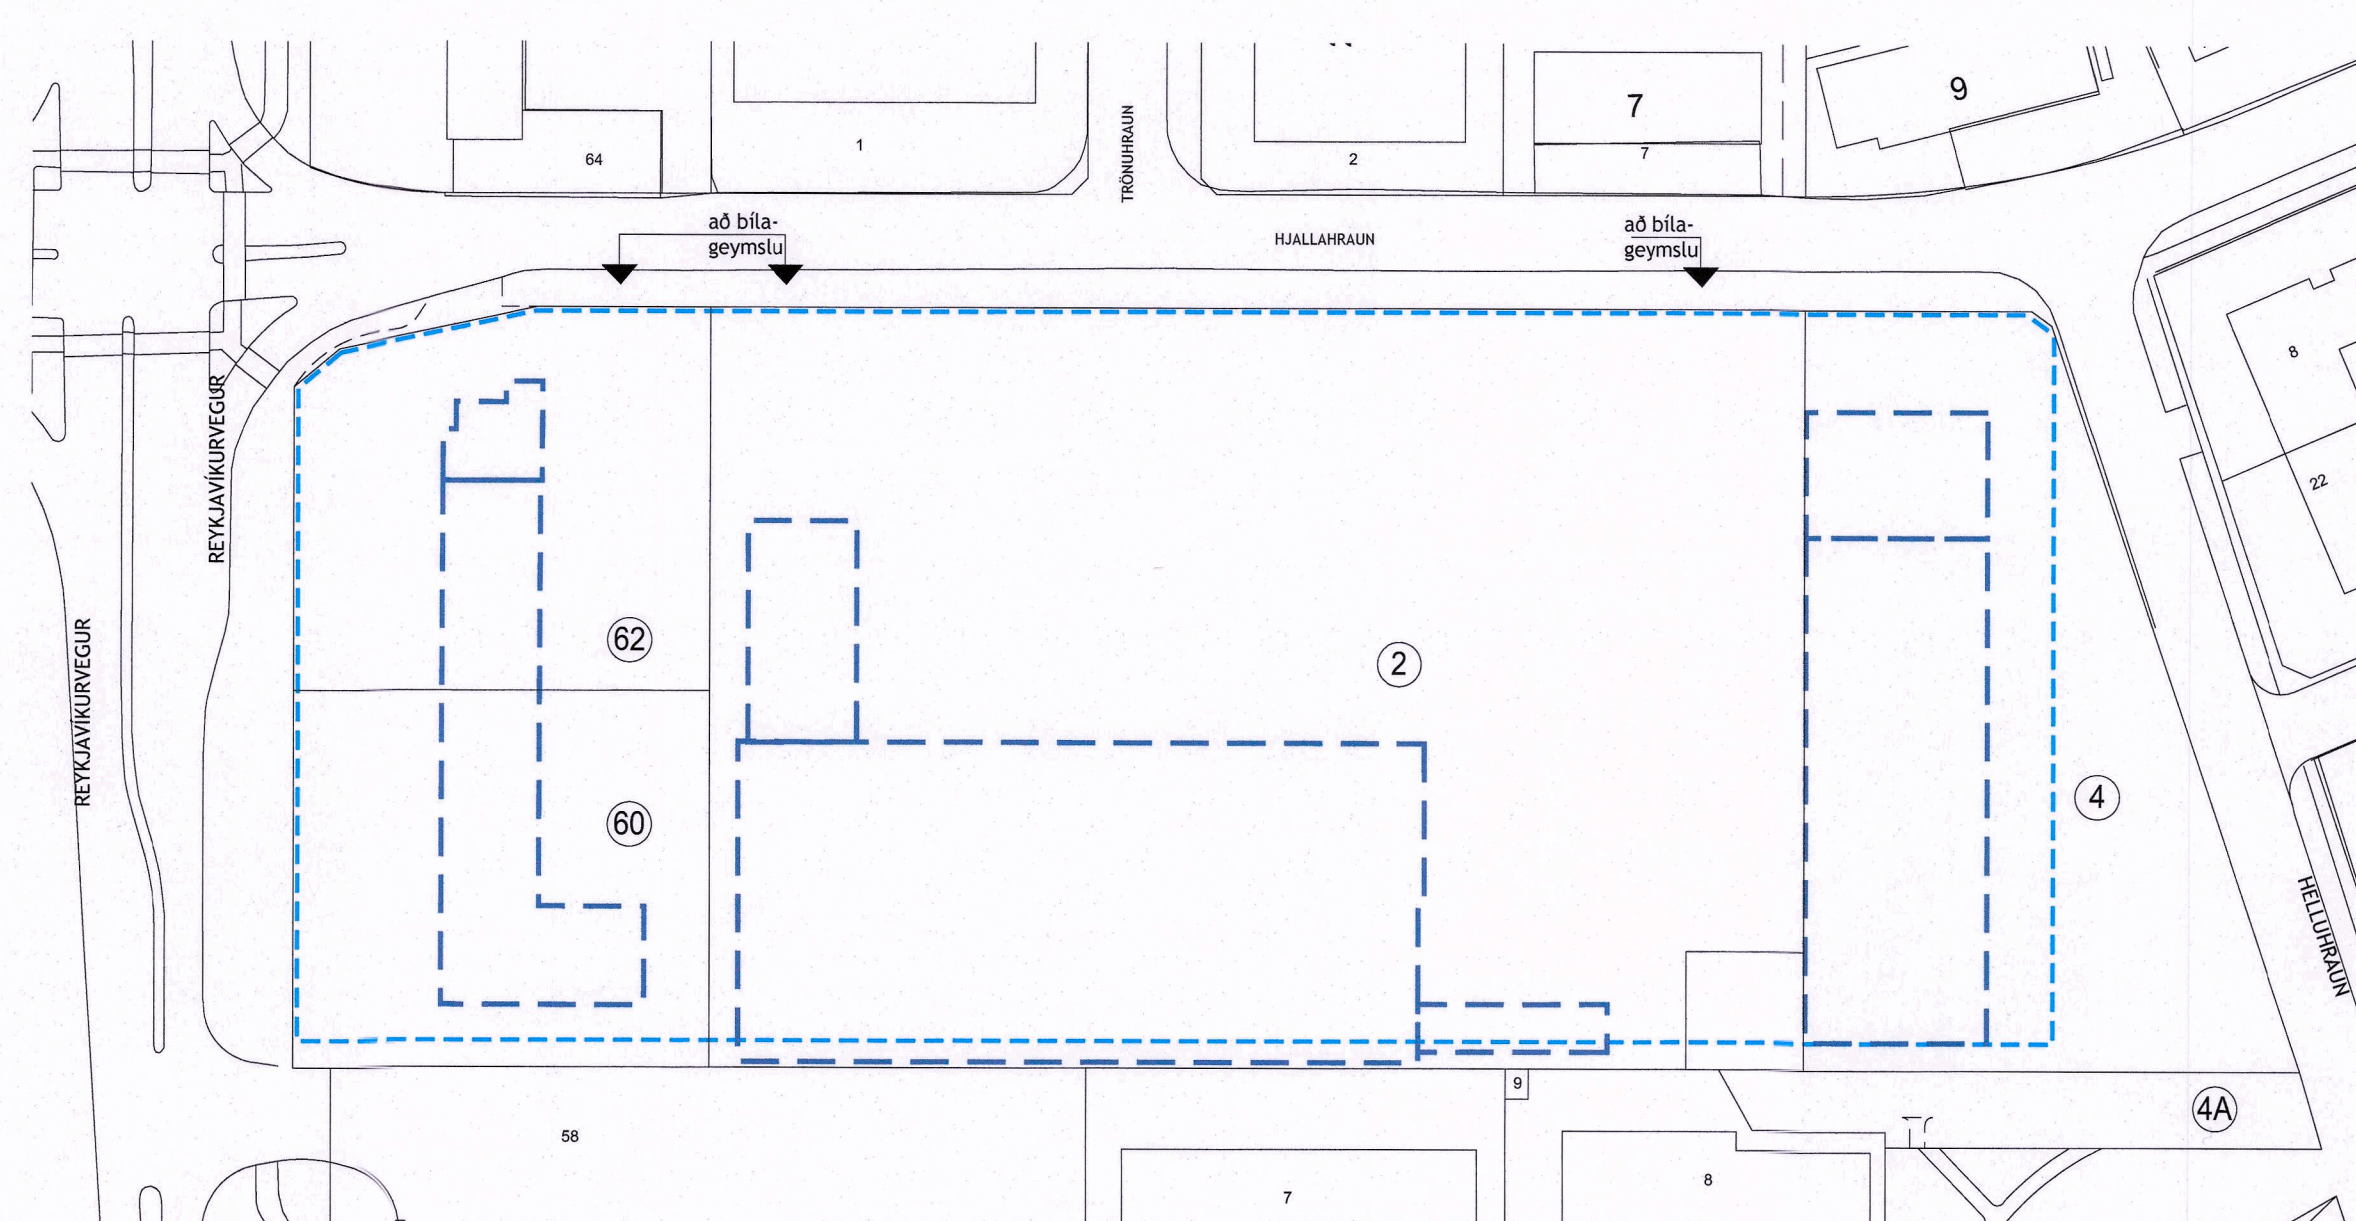 9
7
64
1
2
7
TRÖNUHRAUN
að bíla-
geymslu
að bíla-
geymslu
HJALLAHRAUN
8
REYKJAVÍKURVEGUR
22
62
2
REYKJAVÍKURVEGUR
60
4
HELLUHRAUN
9
4A
58
8
7